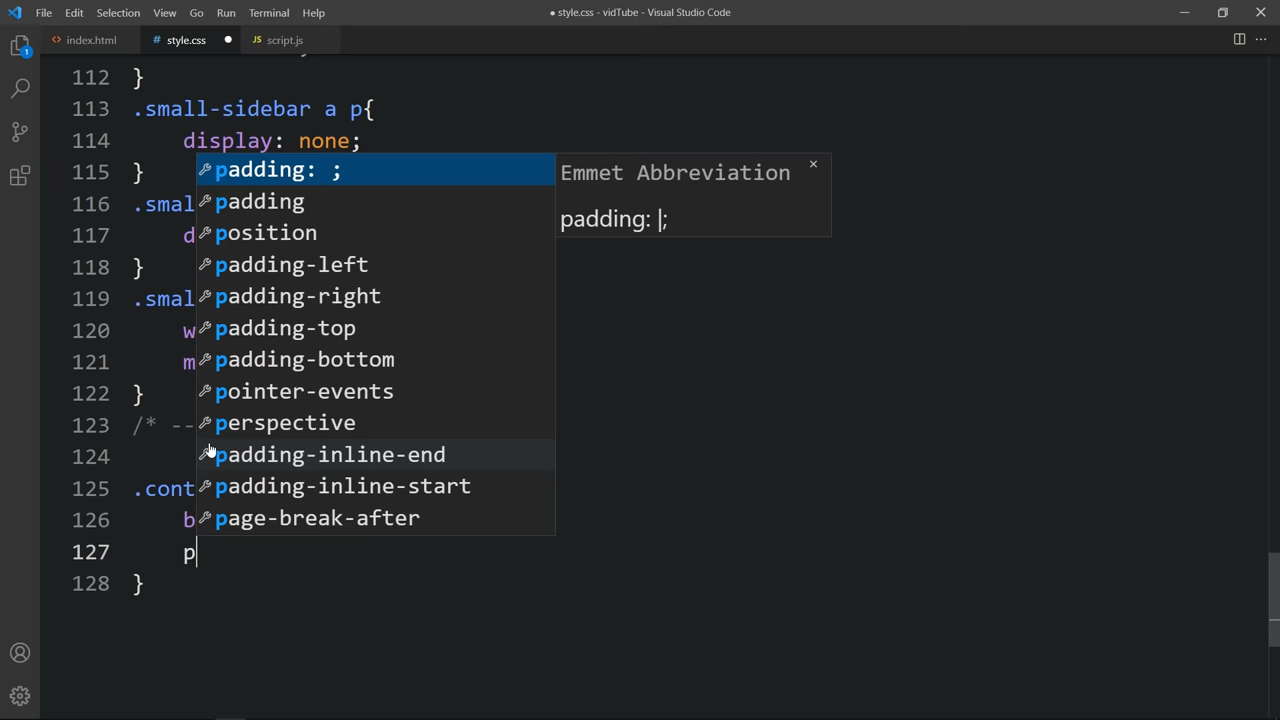 File Edit Selection View Go Run Terminal Help
● style.css - vidTube - Visual Studio Code
<> index.html
# style.css ●
JS script.js
1
112 }
113 .small-sidebar a p{
114 display: none;
115 }
116 .smal
117 d
118 }
119 .smal
120 w
121 m
122 }
123 /* --
124
125 .cont
126 b
127 p
128 }
padding: ;
padding
position
padding-left
padding-right
padding-top
padding-bottom
pointer-events
perspective
padding-inline-end
padding-inline-start
page-break-after
Emmet Abbreviation
padding: |;